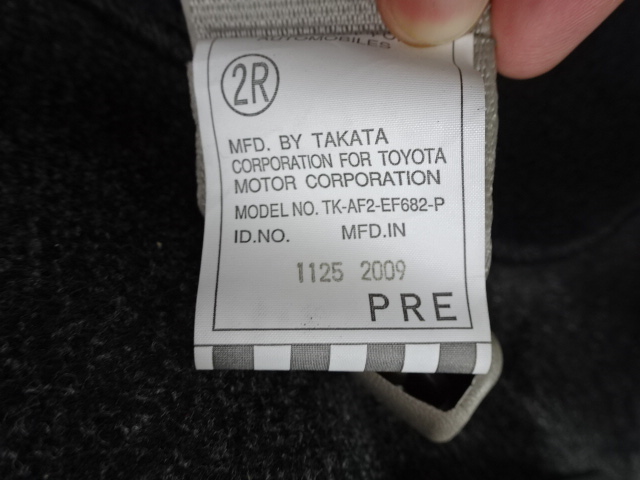 AUTOMOBILES
2R
MFD. BY TAKATA
CORPORATION FOR TOYOTA
MOTOR CORPORATION
MODEL NO. TK-AF2-EF682-P
ID.NO. MFD.IN
1125 2009
PRE